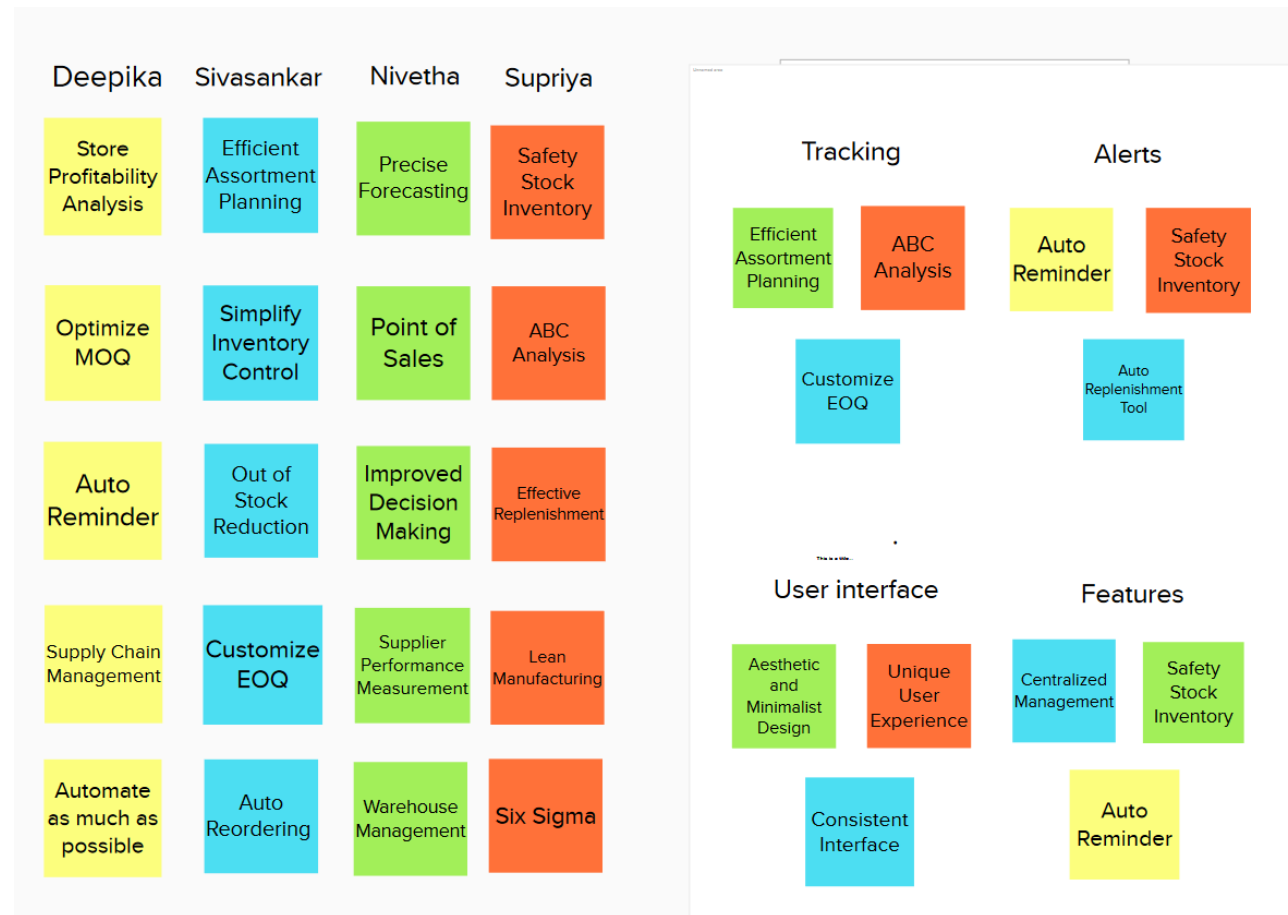 Deepika
Sivasankar
Nivetha
Supriya
Store
Profitability
Analysis
Efficient
Assortment
Planning
Precise
Forecasting
Safety
Stock
Inventory
Optimize
MOQ
Simplify
Inventory
Control
Point of
Sales
ABC
Analysis
Auto
Reminder
Out of
Stock
Reduction
Improved
Decision
Making
Effective
Replenishment
Supply Chain
Management
Customize
EOQ
Supplier
Performance
Measurement
Lean
Manufacturing
Automate
as much as
possible
Auto
Reordering
Warehouse
Management
Six Sigma
Tracking
Efficient
Assortment
Planning
ABC
Analysis
Customize
EOQ
Alerts
Auto
Reminder
Safety
Stock
Inventory
Auto
Replenishment
Tool
This is a title...
User interface
Aesthetic
and
Minimalist
Design
Unique
User
Experience
Consistent
Interface
Features
Centralized
Management
Safety
Stock
Inventory
Auto
Reminder